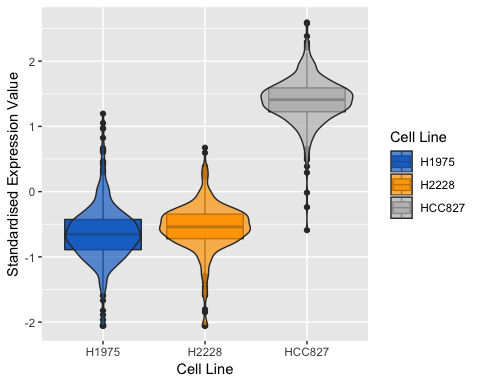 Standardised Expression Value
2
1
0
-1
-2
H1975
H2228
HCC827
Cell Line
Cell Line
H1975
H2228
HCC827